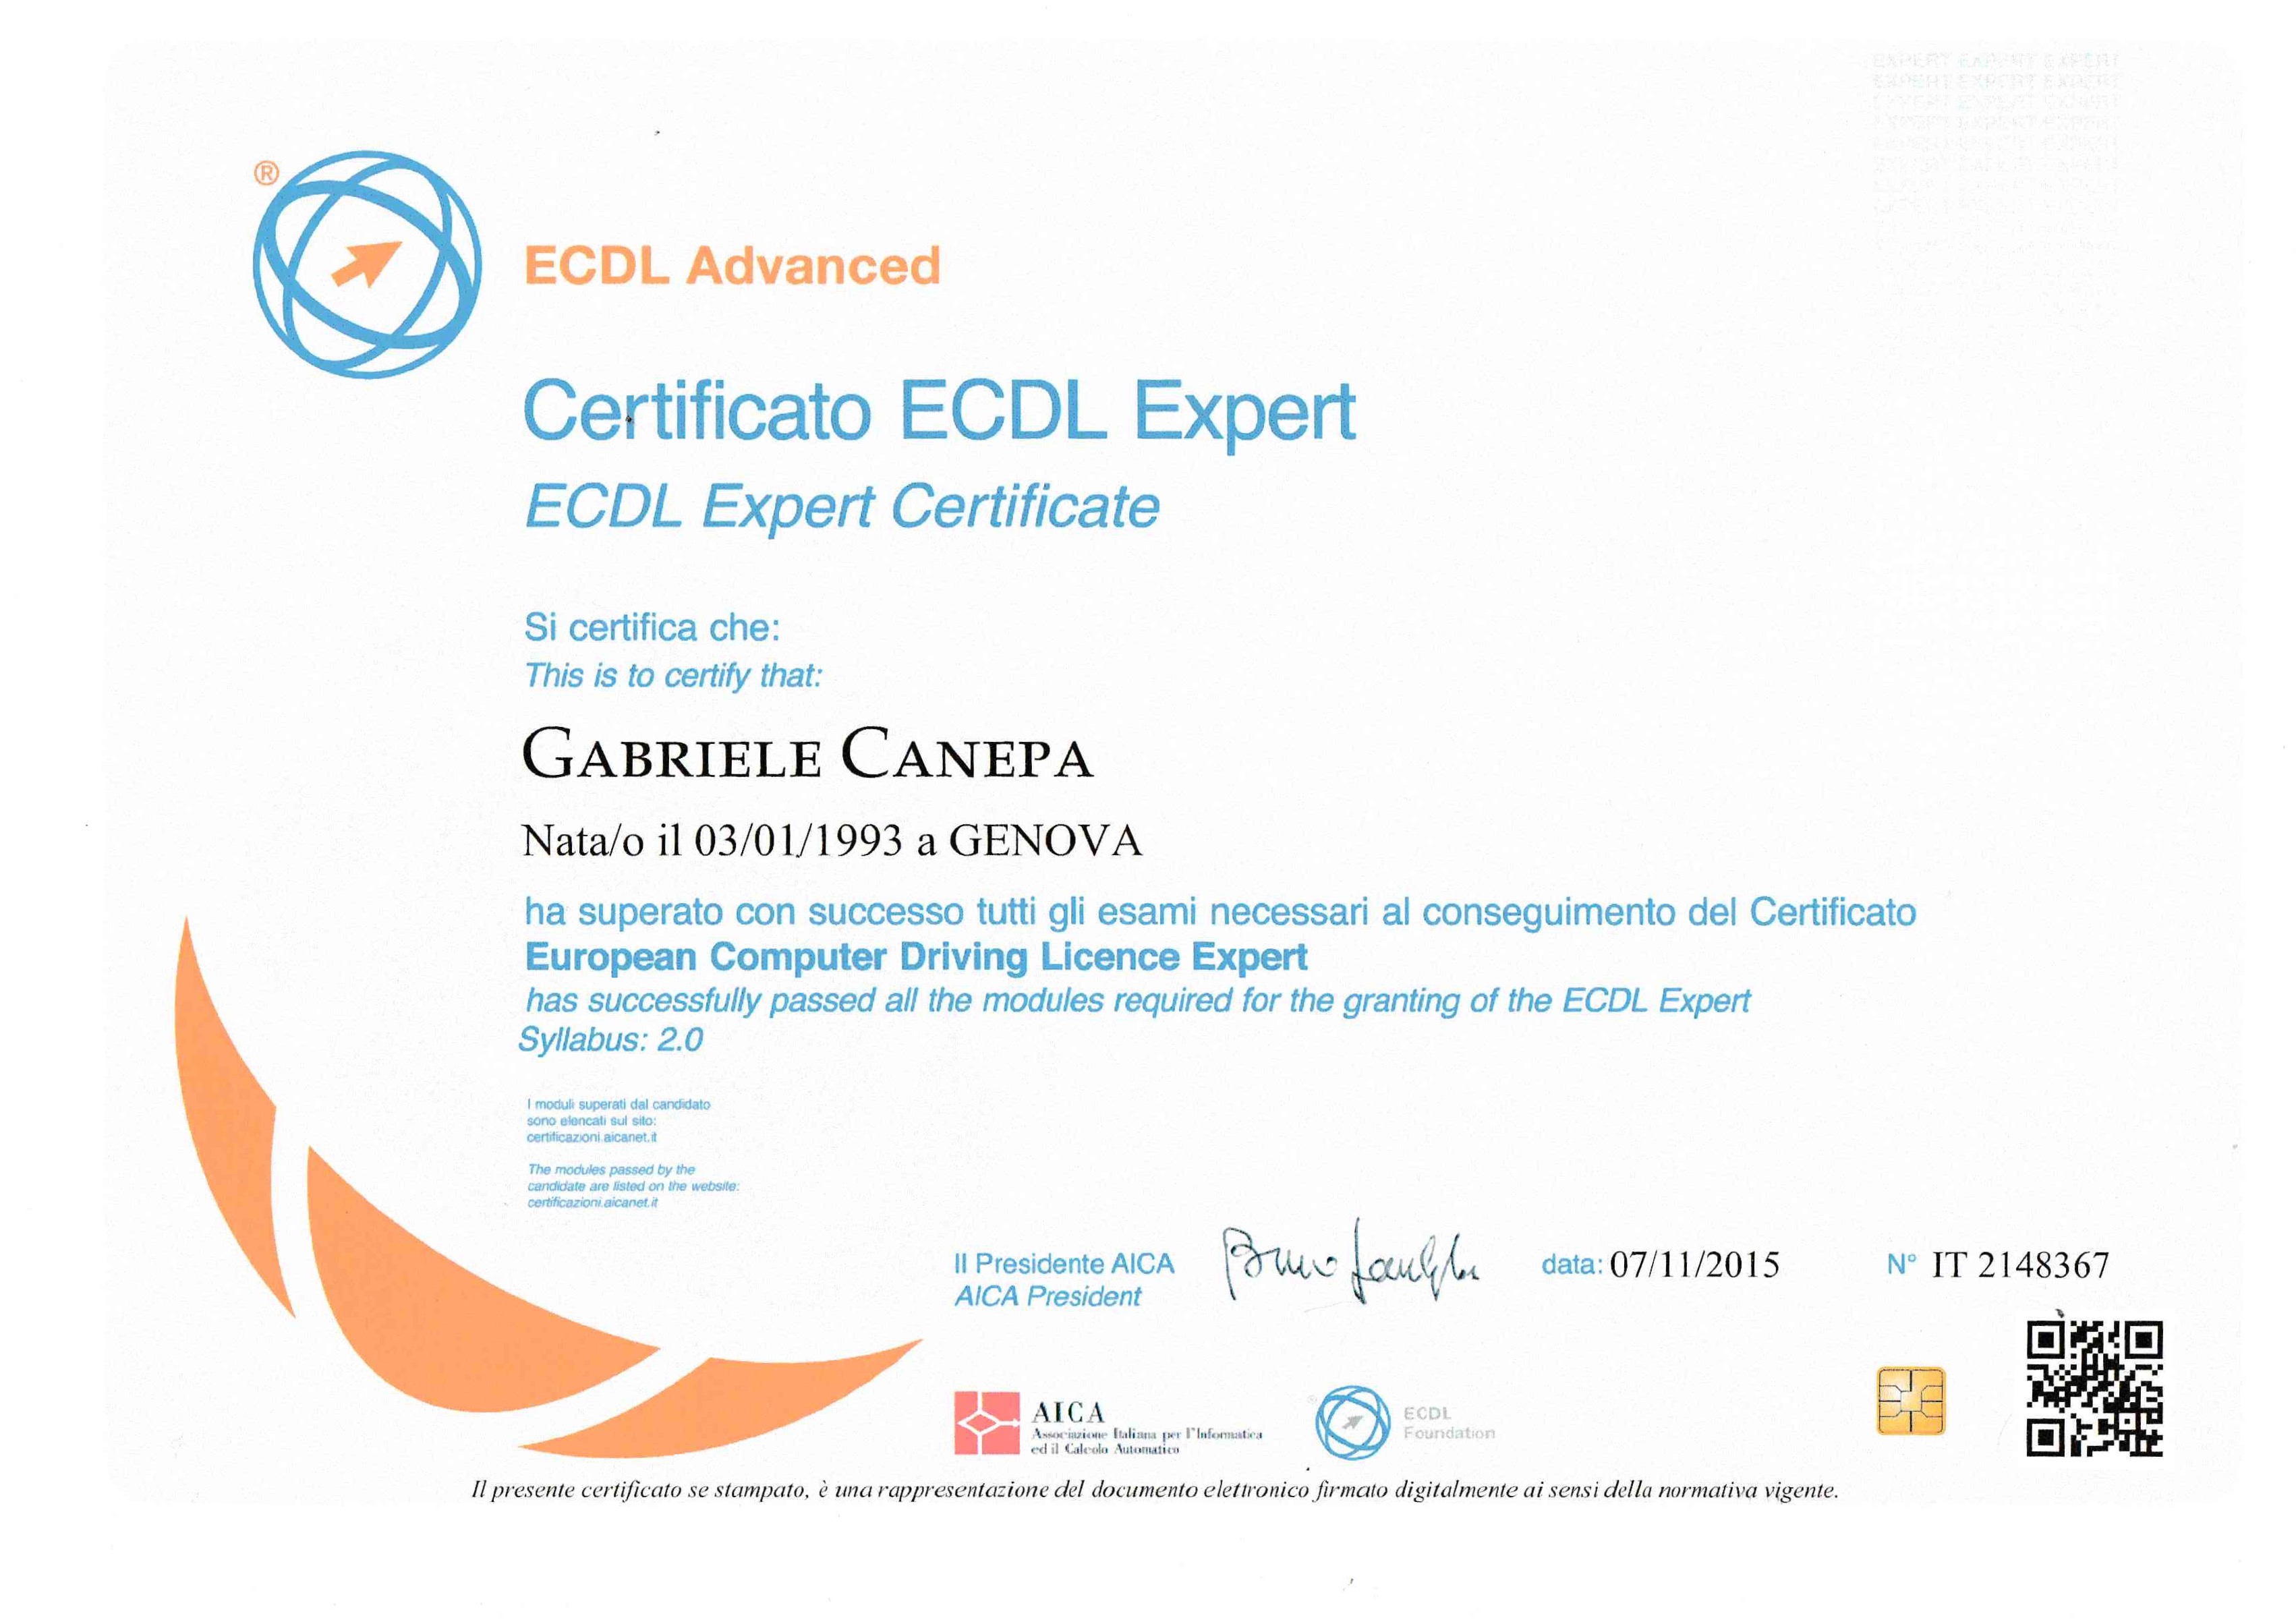 EXPERT EXPERT EXPERT
EXPERT EXPERT EXPERT
®
ECDL Advanced
Certificato ECDL Expert
ECDL Expert Certificate
Si certifica che:
This is to certify that:
GABRIELE CANEPA
Nata/o il 03/01/1993 a GENOVA
ha superato con successo tutti gli esami necessari al conseguimento del Certificato
European Computer Driving Licence Expert
has successfully passed all the modules required for the granting of the ECDL Expert
Syllabus: 2.0
I moduli superati dal candidato
sono elencati sul sito:
certificazioni.aicanet.it
The modules passed by the
candidate are listed on the website:
certificazioni.aicanet.it
Il Presidente AICA
AICA President
data: 07/11/2015
N° IT 2148367
AICA
Associazione Italiana per l'Informatica
ed il Calcolo Automatico
ECDL
Foundation
Il presente certificato se stampato, è una rappresentazione del documento elettronico firmato digitalmente ai sensi della normativa vigente.